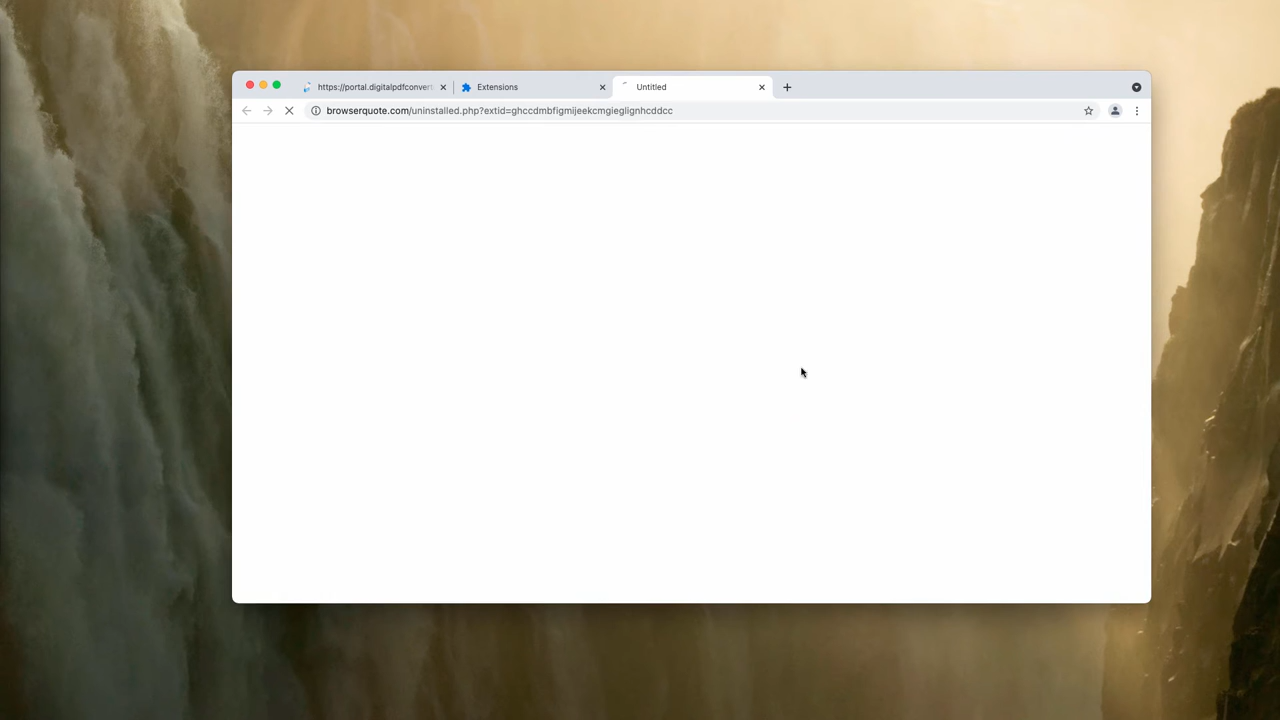 https://portal.digitalpdfconvert
Extensions
Untitled
browserquote.com/uninstalled.php?extid=ghccdmbfigmijeekcmgieglignhcddcc